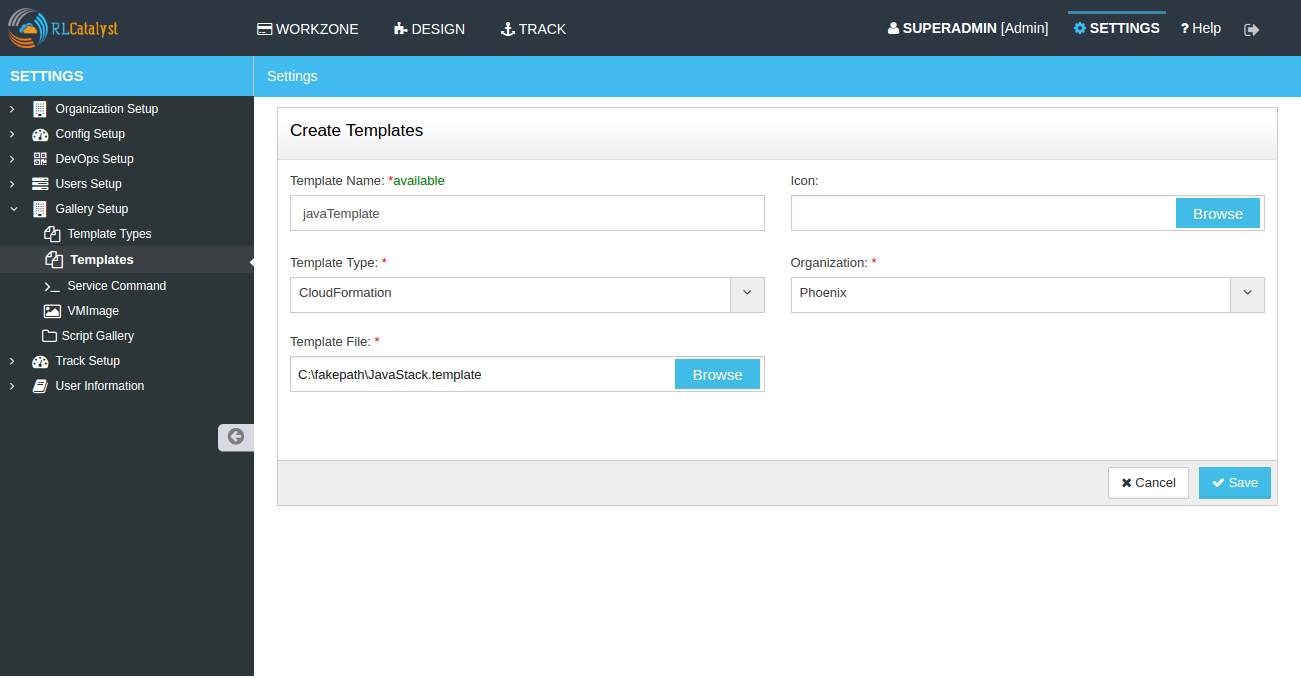 RLCatalyst WORKZONE DESIGN TRACK SUPERADMIN [Admin] SETTINGS ? Help
SETTINGS
Settings
Organization Setup
Config Setup
DevOps Setup
Users Setup
Gallery Setup
Template Types
Templates
Service Command
VMImage
Script Gallery
Track Setup
User Information
Create Templates
Template Name: *available
javaTemplate
Icon:
Browse
Template Type: *
CloudFormation
Organization: *
Phoenix
Template File: *
C:\fakepath\JavaStack.template
Browse
Cancel
Save